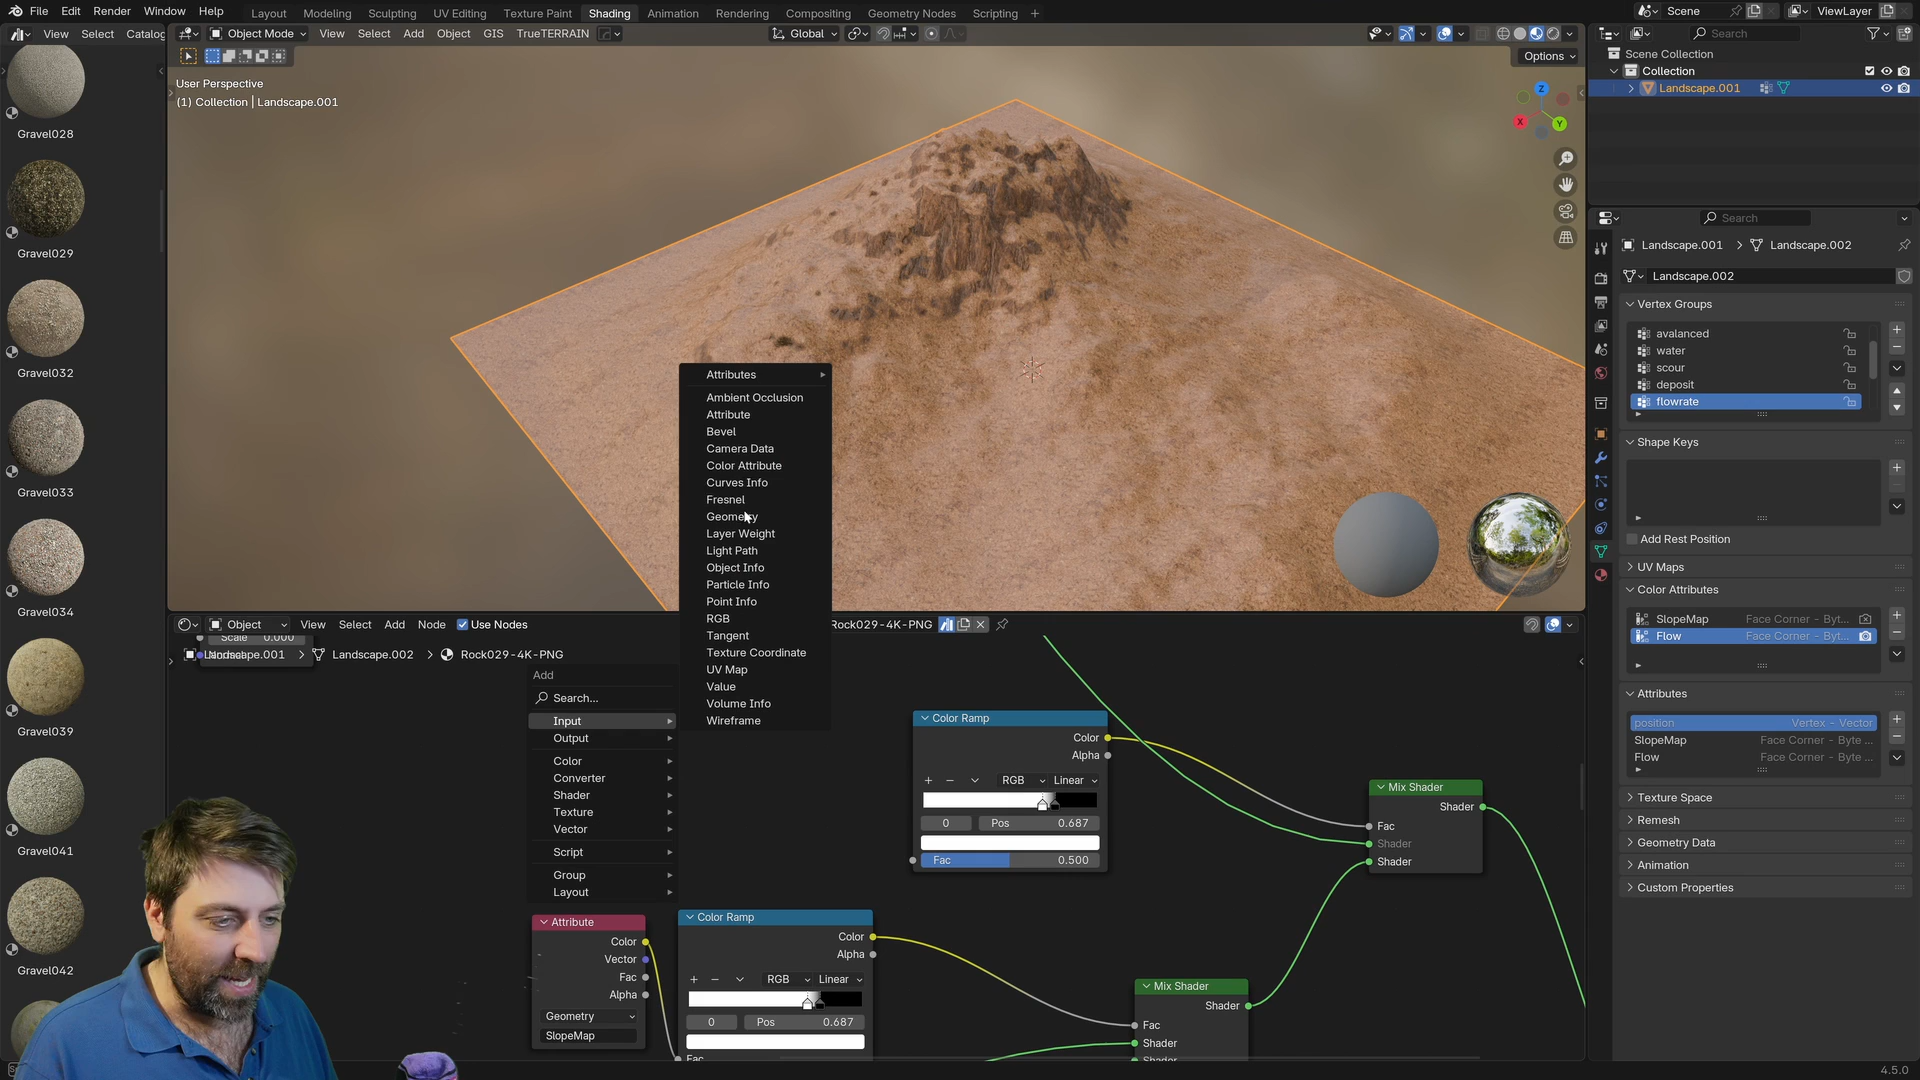 File Edit Render Window Help Layout Modeling Sculpting UV Editing Texture Paint Shading Animation Rendering Compositing Geometry Nodes Scripting + Scene ViewLayer
View Select Catalog Object Mode View Select Add Object GIS TrueTERRAIN Global Search
Options
User Perspective
(1) Collection | Landscape.001
Gravel028
Gravel029
Gravel032
Gravel033
Gravel034
Gravel039
Gravel041
Gravel042
Z
X
Y
Attributes
Ambient Occlusion
Attribute
Bevel
Camera Data
Color Attribute
Curves Info
Fresnel
Geometry
Layer Weight
Light Path
Object Info
Particle Info
Point Info
RGB
Tangent
Texture Coordinate
UV Map
Value
Volume Info
Wireframe
Object View Select Add Node Use Nodes Rock029-4K-PNG
Scale 0.000
Landscape.001 > Landscape.002 > Rock029-4K-PNG
Add
Search...
Input
Output
Color
Converter
Shader
Texture
Vector
Script
Group
Layout
Attribute
Color
Vector
Fac
Alpha
Geometry
SlopeMap
Color Ramp
Color
Alpha
RGB Linear
0 Pos 0.687
Fac
Color Ramp
Color
Alpha
RGB Linear
0 Pos 0.687
Fac 0.500
Mix Shader
Shader
Fac
Shader
Shader
Mix Shader
Shader
Fac
Shader
Shader
Scene Collection
Collection
Landscape.001
Search
Landscape.001 > Landscape.002
Landscape.002
Vertex Groups
avalanced
water
scour
deposit
flowrate
Shape Keys
Add Rest Position
UV Maps
Color Attributes
SlopeMap Face Corner - Byt...
Flow Face Corner - Byt...
Attributes
position Vertex - Vector
SlopeMap Face Corner - Byte ...
Flow Face Corner - Byte ...
Texture Space
Remesh
Geometry Data
Animation
Custom Properties
4.5.0